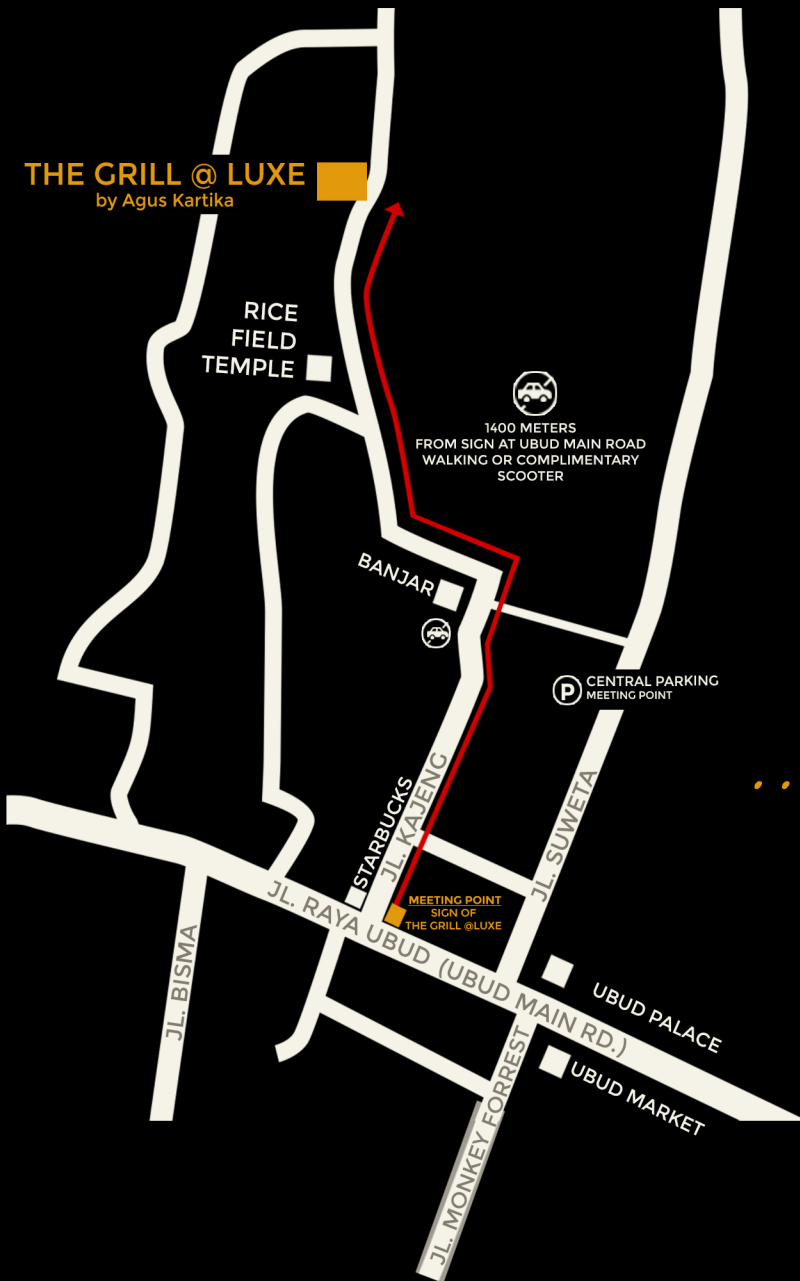 THE GRILL @ LUXE
by Agus Kartika
RICE
FIELD
TEMPLE
1400 METERS
FROM SIGN AT UBUD MAIN ROAD
WALKING OR COMPLIMENTARY
SCOOTER
BANJAR
P
CENTRAL PARKING
MEETING POINT
STARBUCKS
JL. KAJENG
JL. SUWETA
MEETING POINT
SIGN OF
THE GRILL @LUXE
JL. RAYA UBUD (UBUD MAIN RD.)
JL. BISMA
UBUD PALACE
UBUD MARKET
JL. MONKEY FORREST